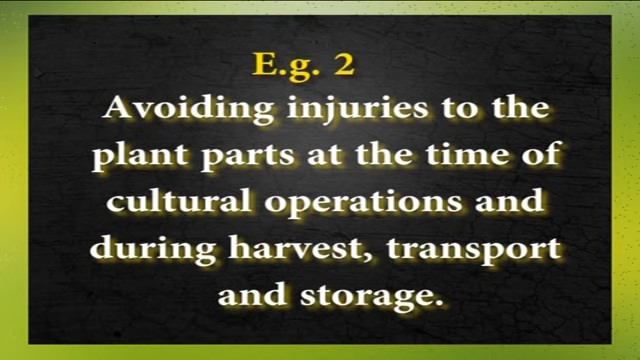 E.g. 2
Avoiding injuries to the
plant parts at the time of
cultural operations and
during harvest, transport
and storage.